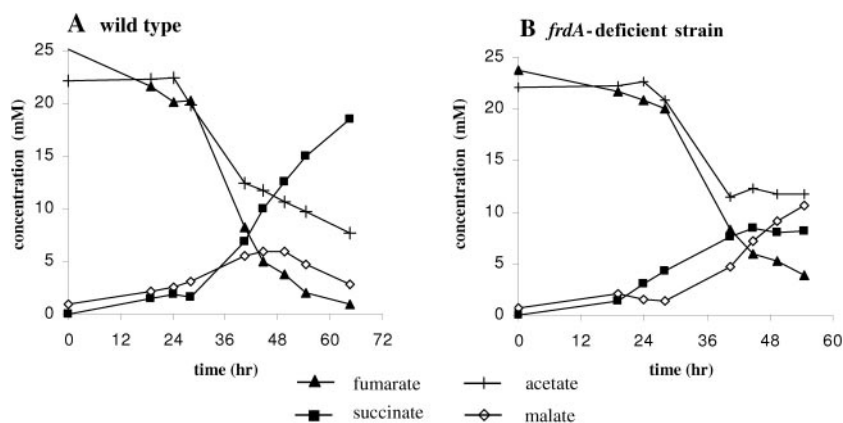 A wild type
B frdA-deficient strain
25
20
15
10
5
0
concentration (mM)
0 12 24 36 48 60 72
time (hr)
25
20
15
10
5
0
concentration (mM)
0 12 24 36 48 60
time (hr)
fumarate
acetate
succinate
malate